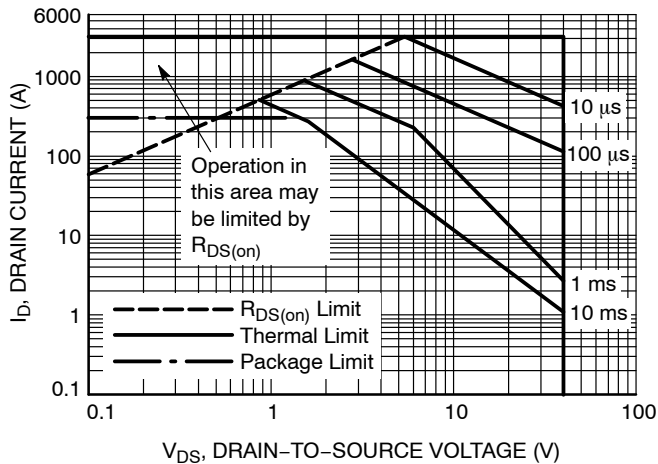 6000
1000
100
10
1
0.1
I_D, DRAIN CURRENT (A)
Operation in
this area may
be limited by
R_DS(on)
10 µs
100 µs
1 ms
10 ms
R_DS(on) Limit
Thermal Limit
Package Limit
0.1
1
10
100
V_DS, DRAIN−TO−SOURCE VOLTAGE (V)